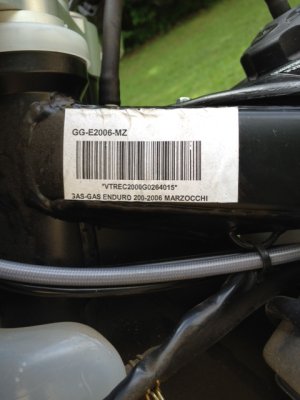 GG-E2006-MZ
"VTREC2006G0264015"
GAS-GAS ENDURO 200-2006 MARZOCCHI